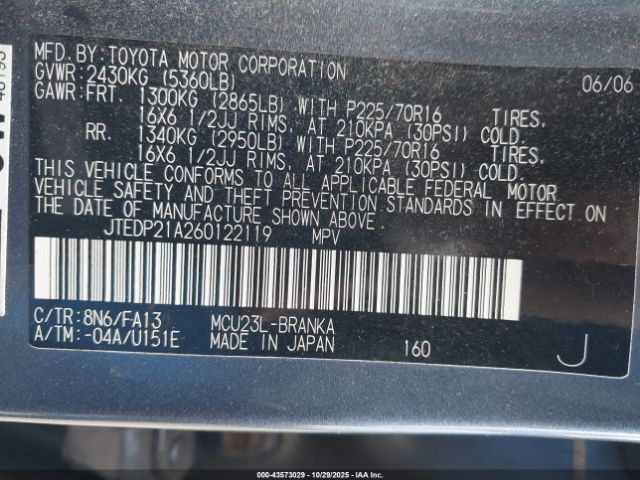 MFD.BY:TOYOTA MOTOR CORPORATION 06/06
GVWR:2430KG (5360LB)
GAWR:FRT. 1300KG (2865LB) WITH P225/70R16 TIRES.
16X6 1/2JJ RIMS. AT 210KPA (30PSI) COLD.
RR. 1340KG (2950LB) WITH P225/70R16 TIRES.
16X6 1/2JJ RIMS. AT 210KPA (30PSI) COLD.
THIS VEHICLE CONFORMS TO ALL APPLICABLE FEDERAL MOTOR
VEHICLE SAFETY AND THEFT PREVENTION STANDARDS IN EFFECT ON
THE DATE OF MANUFACTURE SHOWN ABOVE.
JTEDP21A260122119 MPV
C/TR:8N6/FA13 MCU23L-BRANKA
A/TM:-04A/U151E MADE IN JAPAN 160 J
000-43573029 | 10/29/2025 | IAA, Inc.